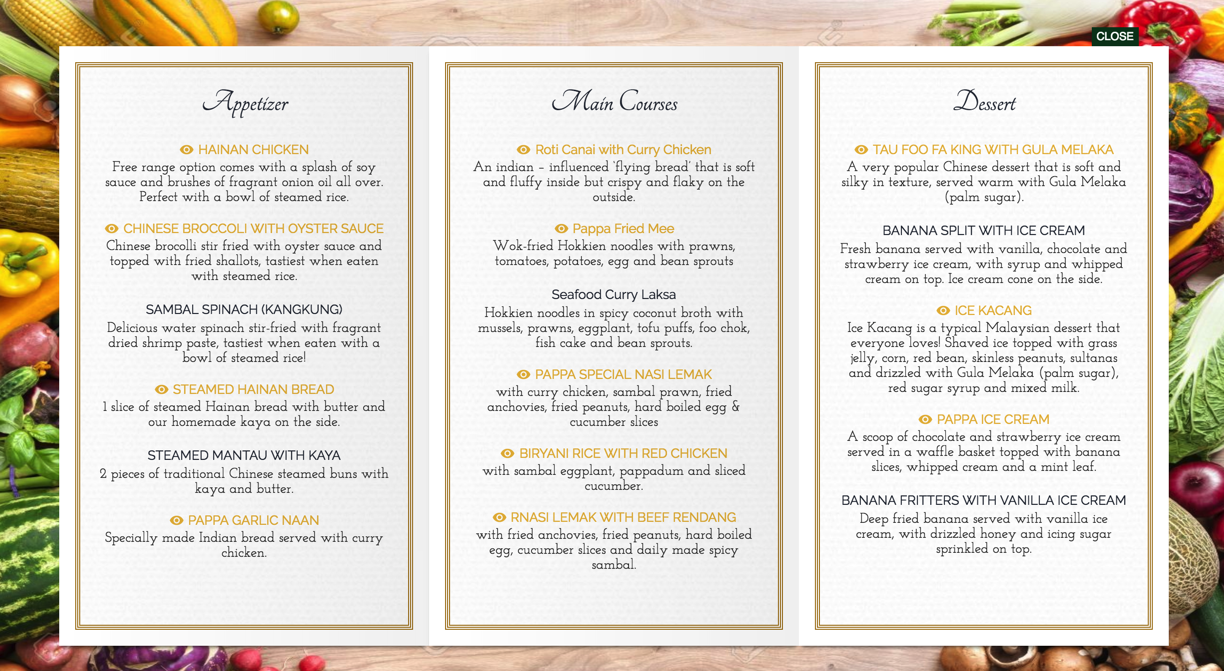 CLOSE
Appetizer
HAINAN CHICKEN
Free range option comes with a splash of soy
sauce and brushes of fragrant onion oil all over.
Perfect with a bowl of steamed rice.
CHINESE BROCCOLI WITH OYSTER SAUCE
Chinese brocolli stir fried with oyster sauce and
topped with fried shallots, tastiest when eaten
with steamed rice.
SAMBAL SPINACH (KANGKUNG)
Delicious water spinach stir-fried with fragrant
dried shrimp paste, tastiest when eaten with a
bowl of steamed rice!
STEAMED HAINAN BREAD
1 slice of steamed Hainan bread with butter and
our homemade kaya on the side.
STEAMED MANTAU WITH KAYA
2 pieces of traditional Chinese steamed buns with
kaya and butter.
PAPPA GARLIC NAAN
Specially made Indian bread served with curry
chicken.
Main Courses
Roti Canai with Curry Chicken
An indian – influenced 'flying bread' that is soft
and fluffy inside but crispy and flaky on the
outside.
Pappa Fried Mee
Wok-fried Hokkien noodles with prawns,
tomatoes, potatoes, egg and bean sprouts
Seafood Curry Laksa
Hokkien noodles in spicy coconut broth with
mussels, prawns, eggplant, tofu puffs, foo chok,
fish cake and bean sprouts.
PAPPA SPECIAL NASI LEMAK
with curry chicken, sambal prawn, fried
anchovies, fried peanuts, hard boiled egg &
cucumber slices
BIRYANI RICE WITH RED CHICKEN
with sambal eggplant, pappadum and sliced
cucumber.
RNASI LEMAK WITH BEEF RENDANG
with fried anchovies, fried peanuts, hard boiled
egg, cucumber slices and daily made spicy
sambal.
Dessert
TAU FOO FA KING WITH GULA MELAKA
A very popular Chinese dessert that is soft and
silky in texture, served warm with Gula Melaka
(palm sugar).
BANANA SPLIT WITH ICE CREAM
Fresh banana served with vanilla, chocolate and
strawberry ice cream, with syrup and whipped
cream on top. Ice cream cone on the side.
ICE KACANG
Ice Kacang is a typical Malaysian dessert that
everyone loves! Shaved ice topped with grass
jelly, corn, red bean, skinless peanuts, sultanas
and drizzled with Gula Melaka (palm sugar),
red sugar syrup and mixed milk.
PAPPA ICE CREAM
A scoop of chocolate and strawberry ice cream
served in a waffle basket topped with banana
slices, whipped cream and a mint leaf.
BANANA FRITTERS WITH VANILLA ICE CREAM
Deep fried banana served with vanilla ice
cream, with drizzled honey and icing sugar
sprinkled on top.